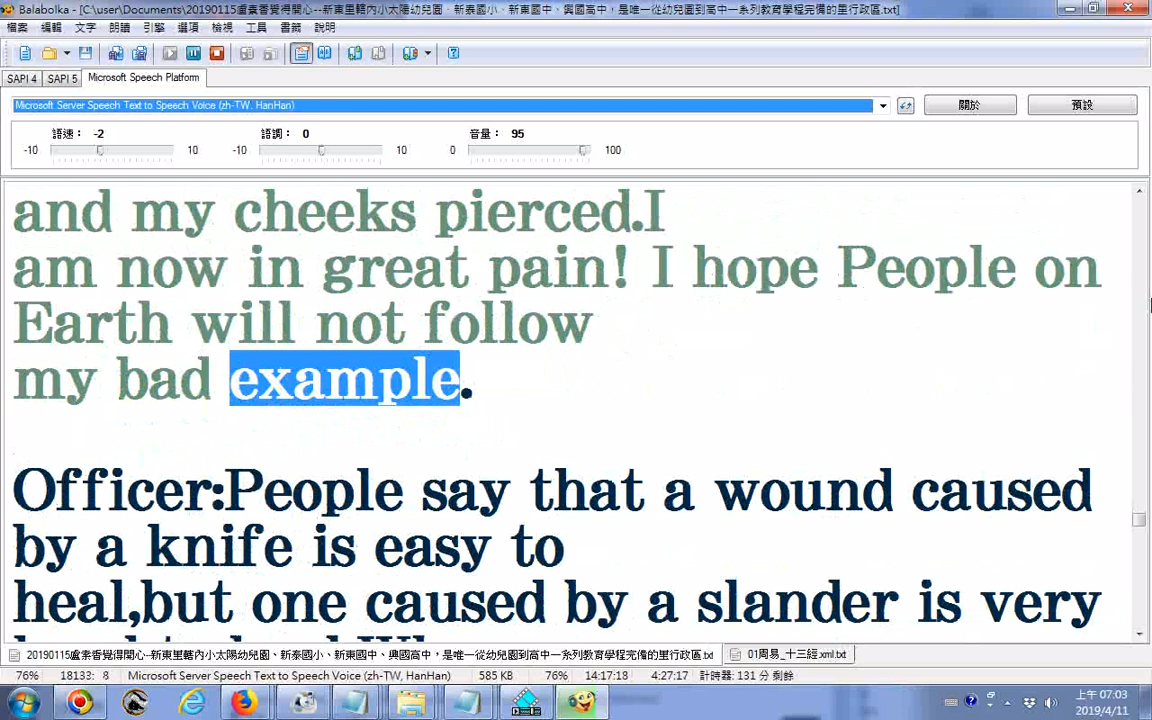 Balabolka - [C:\user\Documents\20190115盧素香覺得開心--新東里轄內小太陽幼兒園、新泰國小、新東國中、興國高中，是唯一從幼兒園到高中一系列教育學程完備的里行政區.txt]
檔案 編輯 文字 朗讀 引擎 選項 檢視 工具 書籤 說明
SAPI 4 SAPI 5 Microsoft Speech Platform
Microsoft Server Speech Text to Speech Voice (zh-TW, HanHan) 關於 預設
語速： -2 語調： 0 音量： 95
-10 10 -10 10 0 100
and my cheeks pierced.I
am now in great pain! I hope People on
Earth will not follow
my bad example.
Officer:People say that a wound caused
by a knife is easy to
heal,but one caused by a slander is very
20190115盧素香覺得開心--新東里轄內小太陽幼兒園、新泰國小、新東國中、興國高中，是唯一從幼兒園到高中一系列教育學程完備的里行政區.txt 01周易_十三經.xml.txt
76% 18133: 8 Microsoft Server Speech Text to Speech Voice (zh-TW, HanHan) 585 KB 76% 14:17:18 4:27:17 計時器: 131 分 剩餘
上午 07:03
2019/4/11